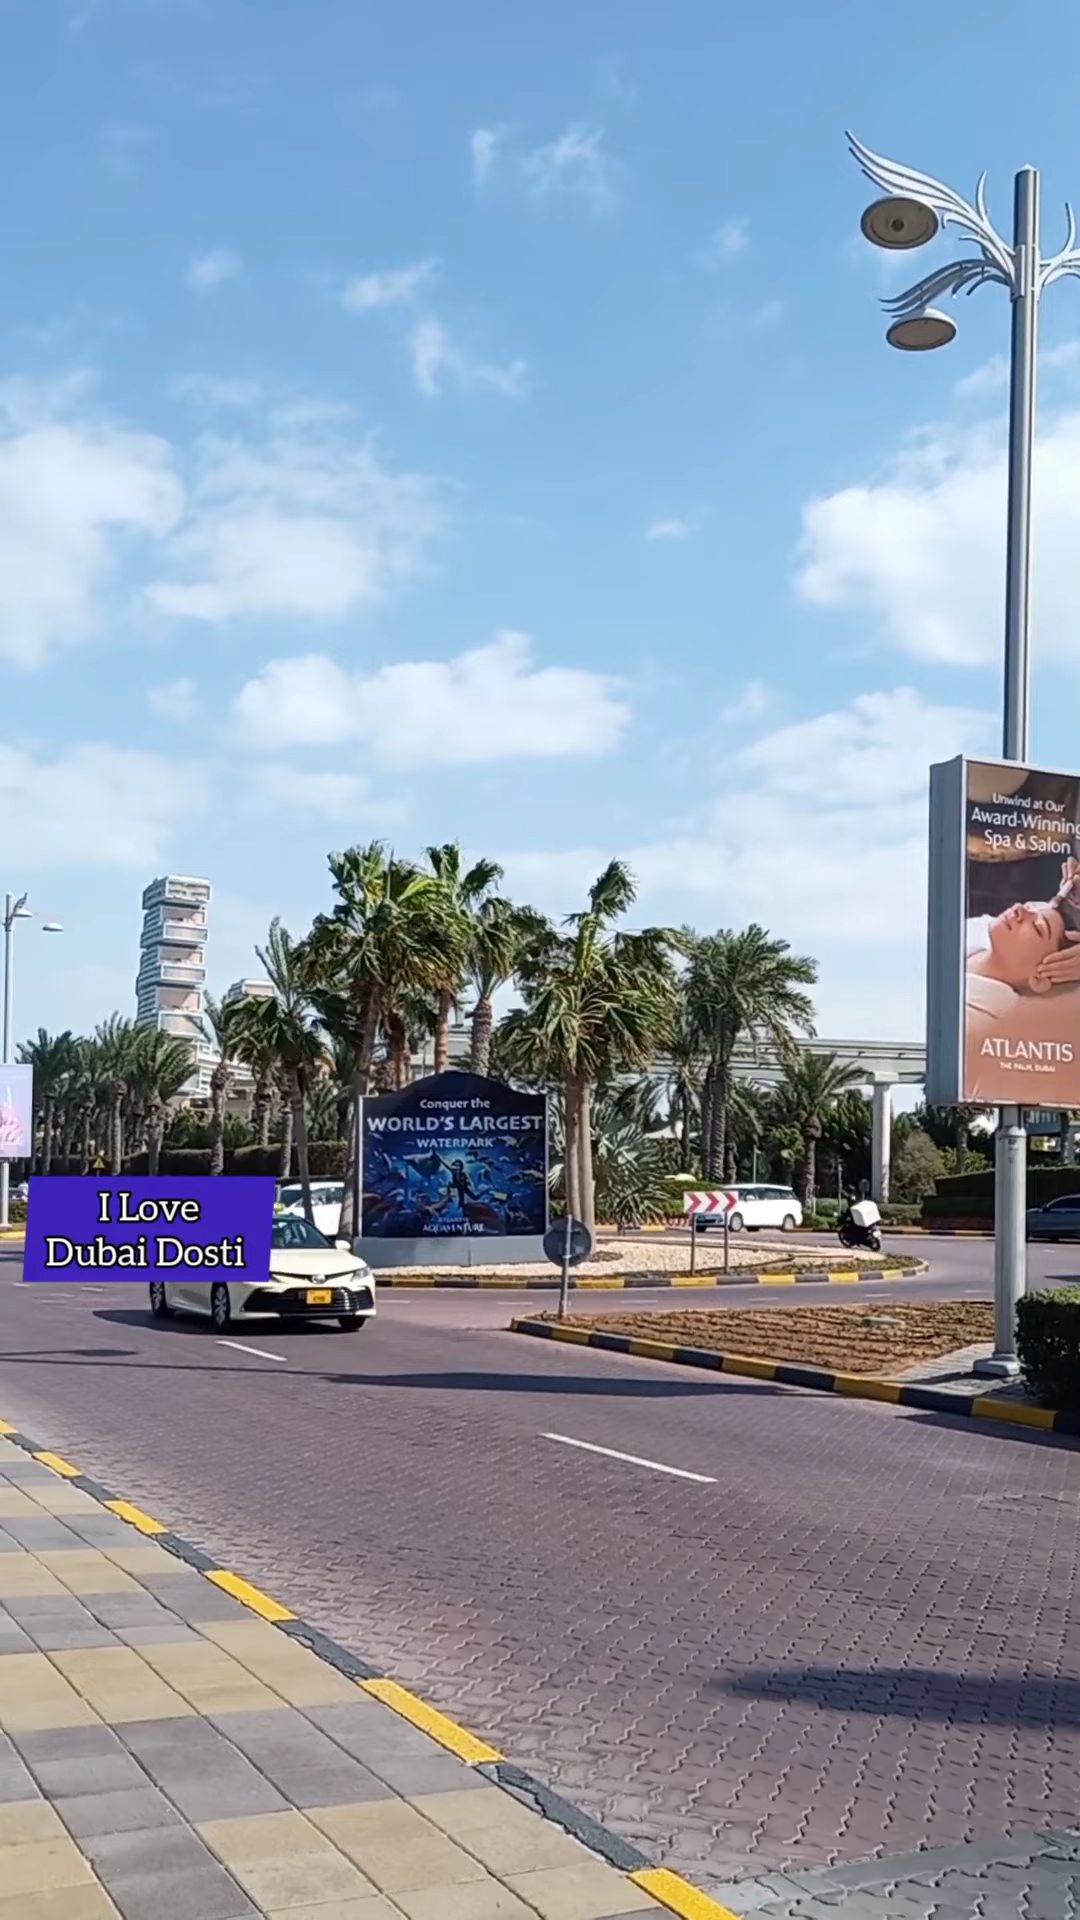 Unwind at Our
Award-Winning
Spa & Salon
ATLANTIS
THE PALM, DUBAI
Conquer the
WORLD'S LARGEST
WATERPARK
ATLANTIS
AQUAVENTURE
I Love
Dubai Dosti